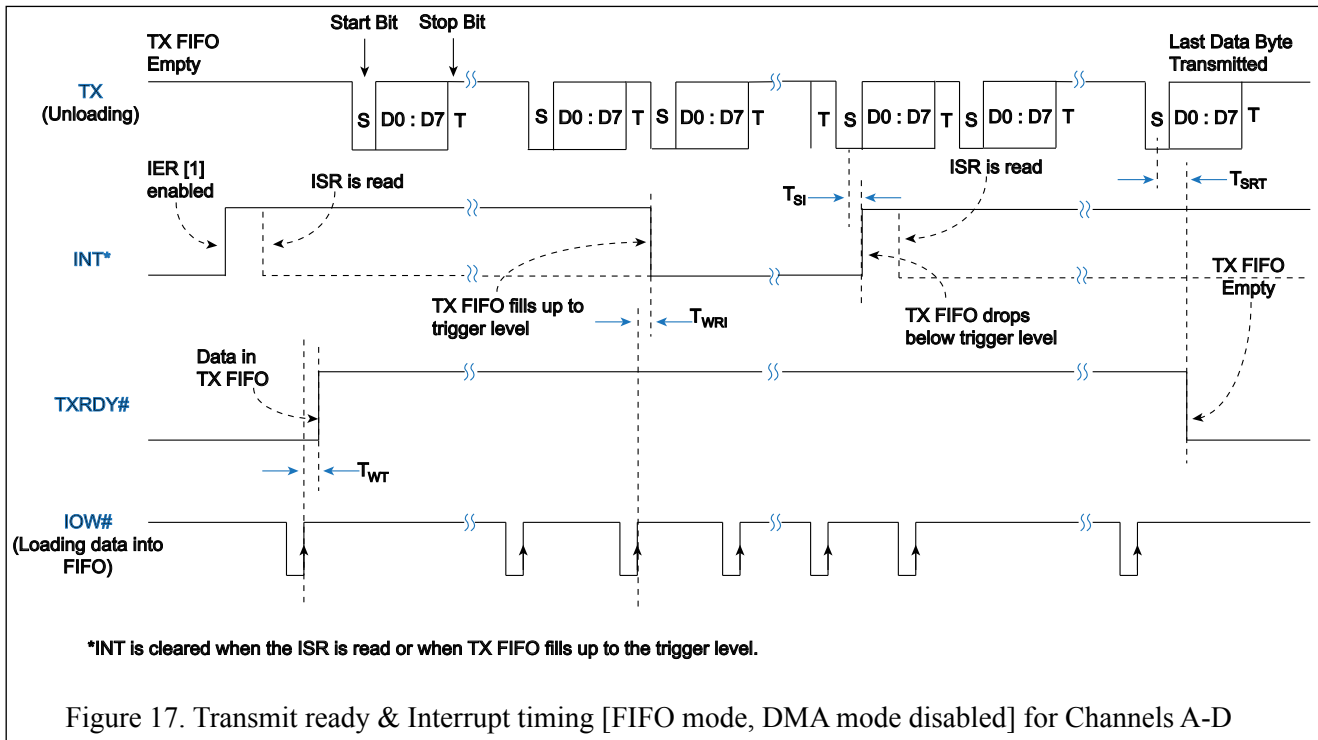 Start Bit
Stop Bit
TX FIFO
Empty
Last Data Byte
Transmitted
TX
(Unloading)
S D0 : D7 T
S D0 : D7 T S D0 : D7 T
T S D0 : D7 T S D0 : D7 T
S D0 : D7 T
IER [1]
enabled
ISR is read
ISR is read
TSRT
TSI
INT*
TX FIFO fills up to
trigger level
TWRI
TX FIFO drops
below trigger level
TX FIFO
Empty
Data in
TX FIFO
TXRDY#
TWT
IOW#
(Loading data into
FIFO)
*INT is cleared when the ISR is read or when TX FIFO fills up to the trigger level.
Figure 17. Transmit ready & Interrupt timing [FIFO mode, DMA mode disabled] for Channels A-D